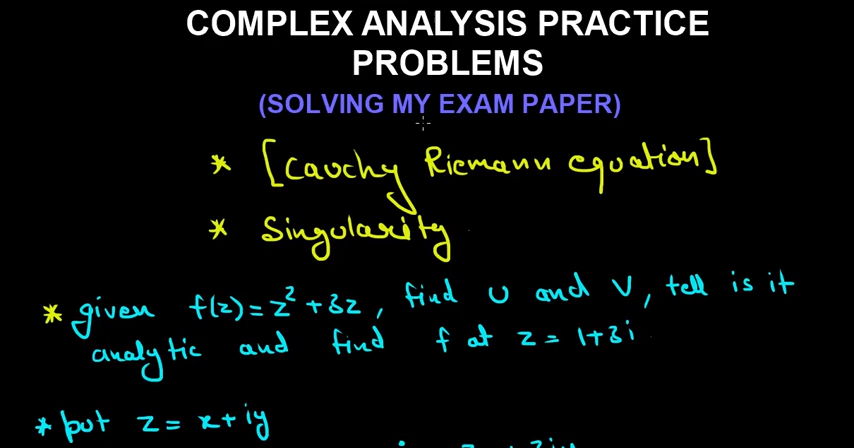 COMPLEX ANALYSIS PRACTICE
PROBLEMS
(SOLVING MY EXAM PAPER)
* [Cauchy Riemann equation]
* Singularity
* given f(z) = z² + 3z, find U and V, tell is it
analytic and find f at z = 1+3i
* put z = x + iy